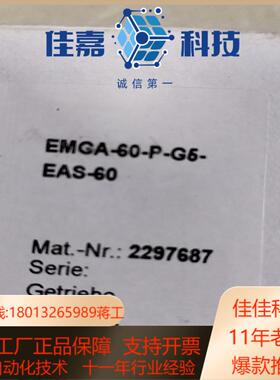 佳嘉 科技
诚信第一
EMGA-60-P-G5-
EAS-60
Mat.-Nr.: 2297687
Serie:
Getriebe
线:18013265989蒋工
佳佳科
工厂正品保障 支持开票
11年老
动化技术 十一年行业经验
爆款推